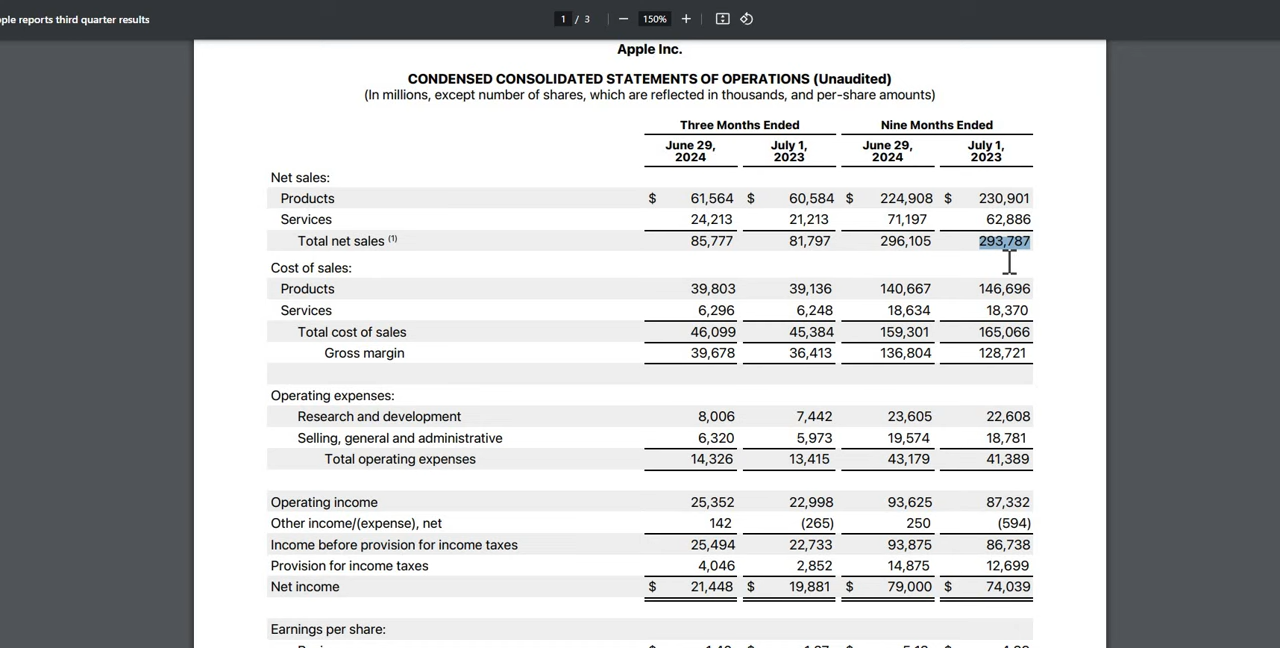 ple reports third quarter results
1 / 3 − 150% +
Apple Inc.
CONDENSED CONSOLIDATED STATEMENTS OF OPERATIONS (Unaudited)
(In millions, except number of shares, which are reflected in thousands, and per-share amounts)
Three Months Ended Nine Months Ended
June 29, 2024 July 1, 2023 June 29, 2024 July 1, 2023
Net sales:
Products $ 61,564 $ 60,584 $ 224,908 $ 230,901
Services 24,213 21,213 71,197 62,886
Total net sales (1) 85,777 81,797 296,105 293,787
Cost of sales:
Products 39,803 39,136 140,667 146,696
Services 6,296 6,248 18,634 18,370
Total cost of sales 46,099 45,384 159,301 165,066
Gross margin 39,678 36,413 136,804 128,721
Operating expenses:
Research and development 8,006 7,442 23,605 22,608
Selling, general and administrative 6,320 5,973 19,574 18,781
Total operating expenses 14,326 13,415 43,179 41,389
Operating income 25,352 22,998 93,625 87,332
Other income/(expense), net 142 (265) 250 (594)
Income before provision for income taxes 25,494 22,733 93,875 86,738
Provision for income taxes 4,046 2,852 14,875 12,699
Net income $ 21,448 $ 19,881 $ 79,000 $ 74,039
Earnings per share: